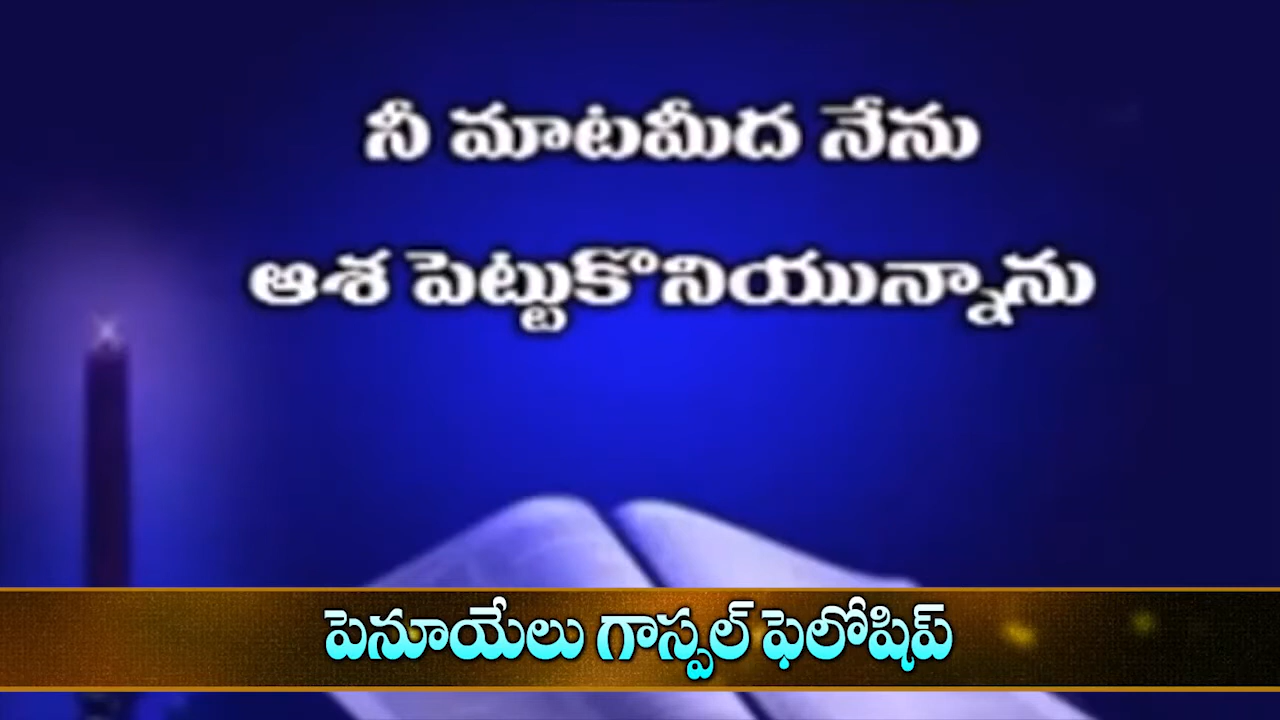 నీ మాటమీద నేను
ఆశ పెట్టుకొనియున్నాను
పెనూయేలు గాస్పల్ ఫెలోషిప్